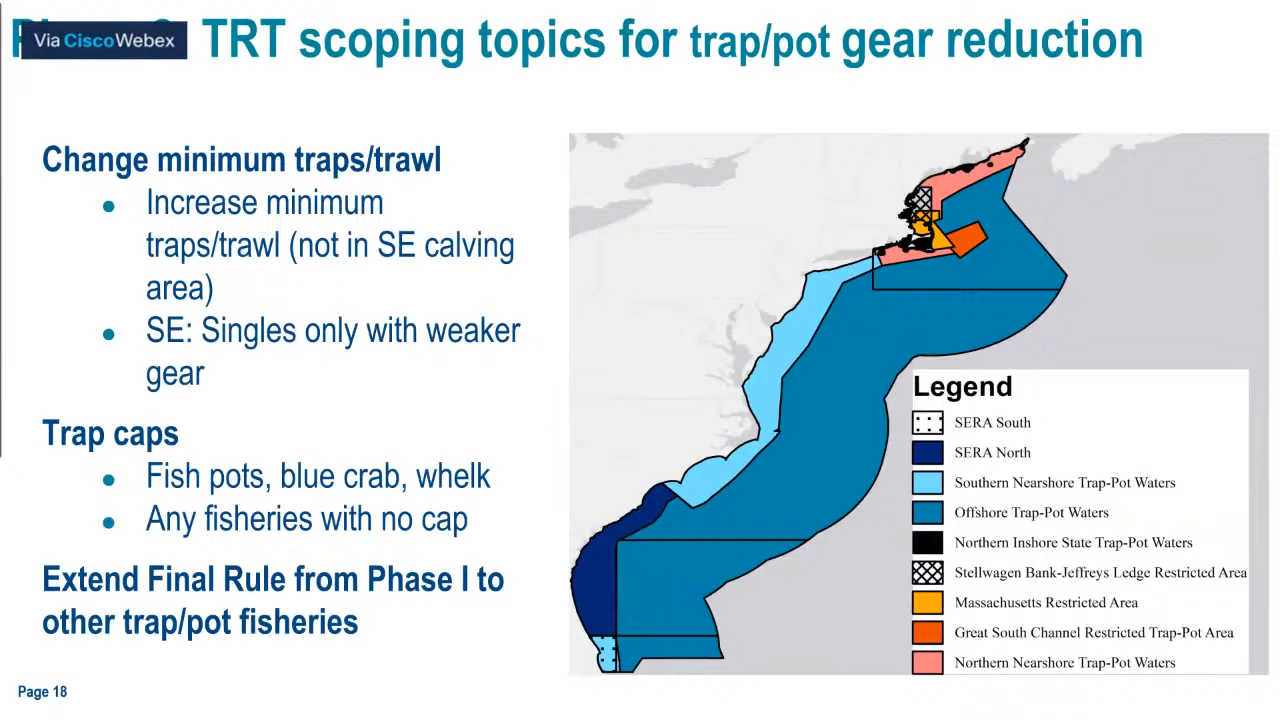 Via CiscoWebex
TRT scoping topics for trap/pot gear reduction
Change minimum traps/trawl
● Increase minimum
traps/trawl (not in SE calving
area)
● SE: Singles only with weaker
gear
Trap caps
● Fish pots, blue crab, whelk
● Any fisheries with no cap
Extend Final Rule from Phase I to
other trap/pot fisheries
Legend
SERA South
SERA North
Southern Nearshore Trap-Pot Waters
Offshore Trap-Pot Waters
Northern Inshore State Trap-Pot Waters
Stellwagen Bank-Jeffreys Ledge Restricted Area
Massachusetts Restricted Area
Great South Channel Restricted Trap-Pot Area
Northern Nearshore Trap-Pot Waters
Page 18